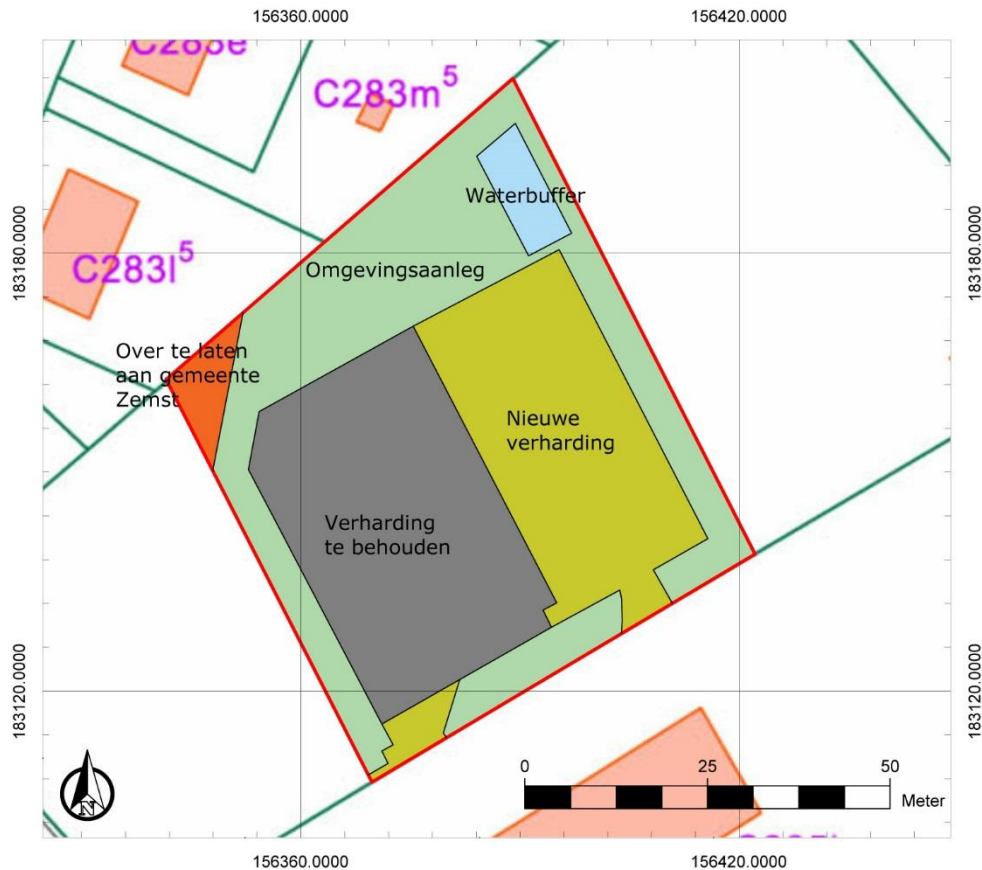 156360.0000
156420.0000
C283e
C283m5
183180.0000
183180.0000
Waterbuffer
C283l5
Omgevingsaanleg
Over te laten
aan gemeente
Zemst
Nieuwe
verharding
Verharding
te behouden
183120.0000
183120.0000
N
0
25
50
Meter
156360.0000
156420.0000